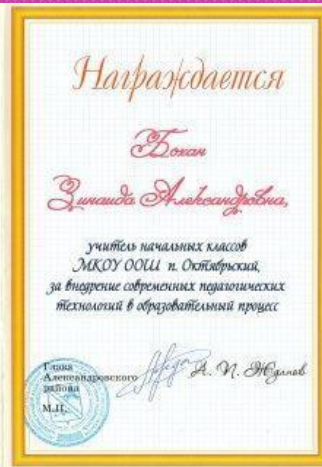 Награждается
Бокан
Зинаида Александровна,
учитель начальных классов
МКОУ ООШ п. Октябрьский,
за внедрение современных педагогических
технологий в образовательный процесс
Глава
Александровского
района
А. П. Жданов
М.П.